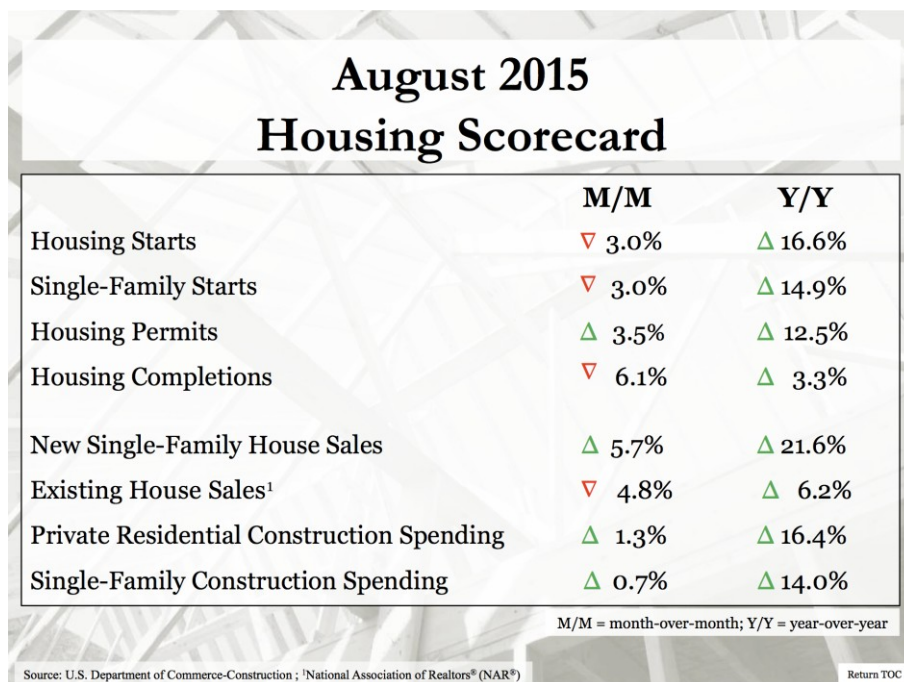 August 2015
Housing Scorecard
M/M Y/Y
Housing Starts ▽ 3.0% Δ 16.6%
Single-Family Starts ▽ 3.0% Δ 14.9%
Housing Permits Δ 3.5% Δ 12.5%
Housing Completions ▽ 6.1% Δ 3.3%
New Single-Family House Sales Δ 5.7% Δ 21.6%
Existing House Sales¹ ▽ 4.8% Δ 6.2%
Private Residential Construction Spending Δ 1.3% Δ 16.4%
Single-Family Construction Spending Δ 0.7% Δ 14.0%
M/M = month-over-month; Y/Y = year-over-year
Source: U.S. Department of Commerce-Construction ; ¹National Association of Realtors® (NAR®) Return TOC